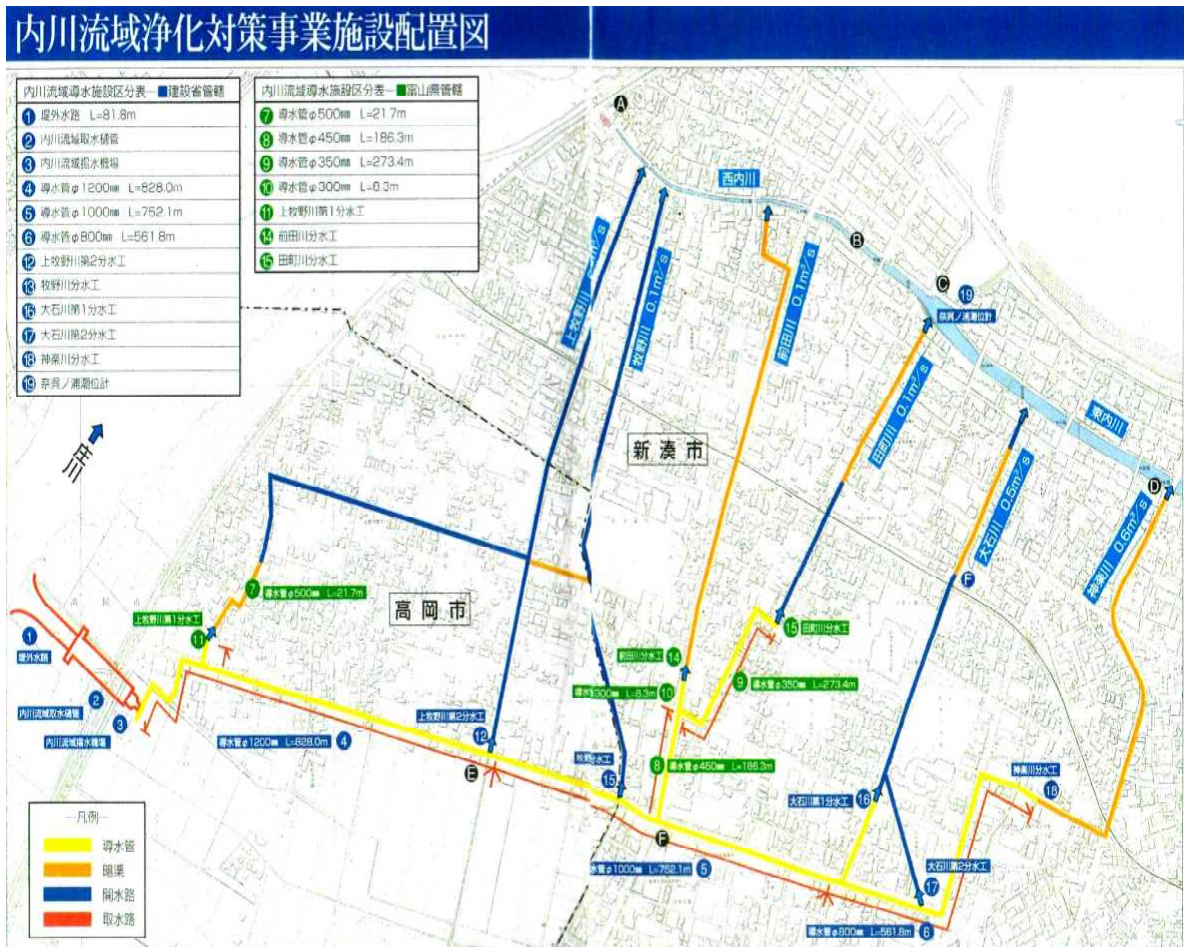 内川流域浄化対策事業施設配置図
内川流域導水施設区分表―■建設省管轄
1 堤外水路 L=81.8m
2 内川流域取水樋管
3 内川流域揚水機場
4 導水管φ1200㎜ L=828.0m
5 導水管φ1000㎜ L=752.1m
6 導水管φ800㎜ L=561.8m
12 上牧野川第2分水工
13 牧野川分水工
16 大石川第1分水工
17 大石川第2分水工
18 神楽川分水工
19 奈呉ノ浦潮位計
内川流域導水施設区分表―■富山県管轄
7 導水管φ500㎜ L=21.7m
8 導水管φ450㎜ L=186.3m
9 導水管φ350㎜ L=273.4m
10 導水管φ300㎜ L=8.3m
11 上牧野川第1分水工
14 前田川分水工
15 田町川分水工
A
西内川
B
C
19
奈呉ノ浦潮位計
東内川
D
上牧野川
牧野川 0.1m³/s
前田川 0.1m³/s
田町川 0.1m³/s
大石川 0.5m³/s
神楽川 0.6m³/s
新湊市
高岡市
庄川
F
7 導水管φ500㎜ L=21.7m
上牧野川第1分水工
11
1
堤外水路
2
内川流域取水樋管
3
内川流域揚水機場
導水管φ1200㎜ L=828.0m 4
上牧野川第2分水工
12
E
牧野分水工
15
前田川分水工 14
300㎜ L=8.3m 10
15 田町川分水工
9 導水管φ350㎜ L=273.4m
8 導水管φ450㎜ L=186.3m
F
水管φ1000㎜ L=752.1m 5
大石川第1分水工 16
大石川第2分水工
17
神楽川分水工
18
導水管φ800㎜ L=561.8m 6
―凡例―
導水管
暗渠
開水路
取水路